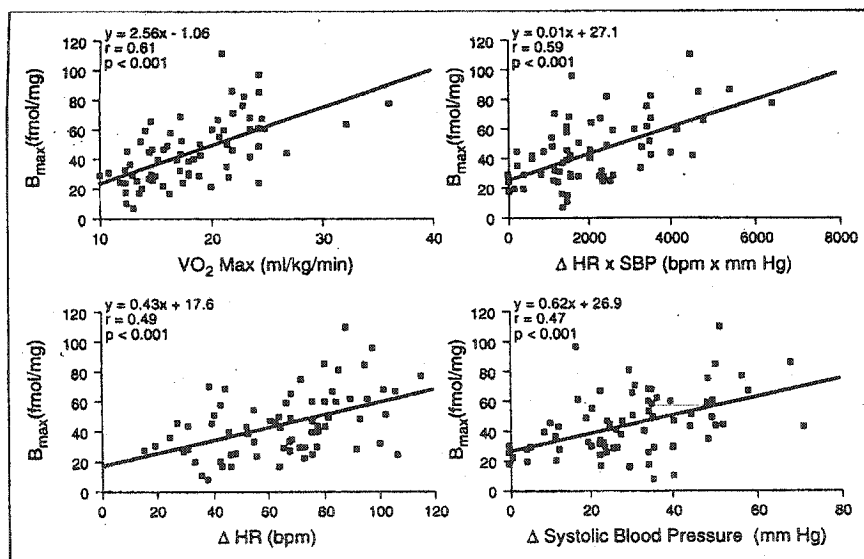 y = 2.56x - 1.06
r = 0.61
p < 0.001
120
100
80
60
40
20
0
Bmax(fmol/mg)
10 20 30 40
VO2 Max (ml/kg/min)
y = 0.01x + 27.1
r = 0.59
p < 0.001
120
100
80
60
40
20
0
Bmax(fmol/mg)
0 2000 4000 6000 8000
Δ HR x SBP (bpm x mm Hg)
y = 0.43x + 17.6
r = 0.49
p < 0.001
120
100
80
60
40
20
0
Bmax(fmol/mg)
0 20 40 60 80 100 120
Δ HR (bpm)
y = 0.62x + 26.9
r = 0.47
p < 0.001
120
100
80
60
40
20
0
Bmax(fmol/mg)
0 20 40 60 80
Δ Systolic Blood Pressure (mm Hg)